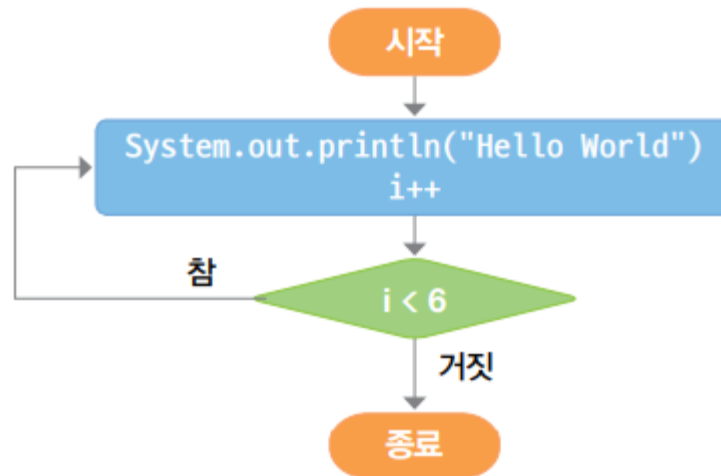 시작
System.out.println("Hello World")
i++
참
i < 6
거짓
종료